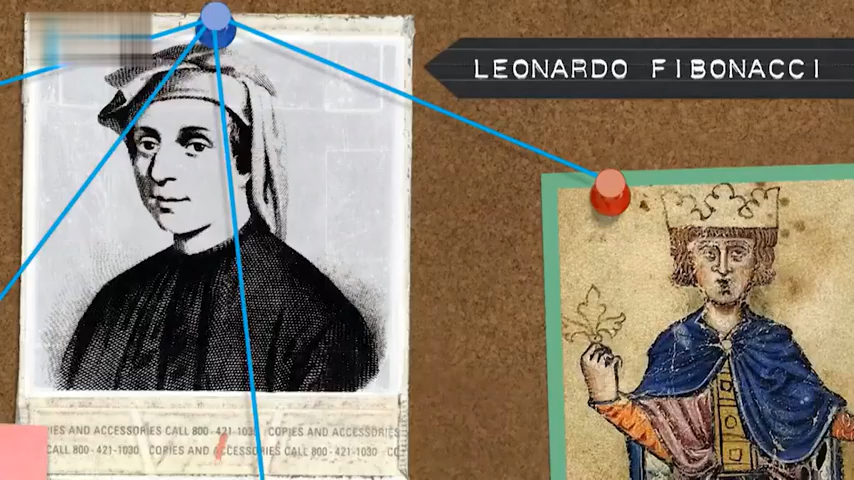 LEONARDO FIBONACCI
IES AND ACCESSORIES CALL 800-421-1030 COPIES AND ACCESSORIES
CALL 800-421-1030 COPIES AND ACCESSORIES CALL 800-421-1030 CO